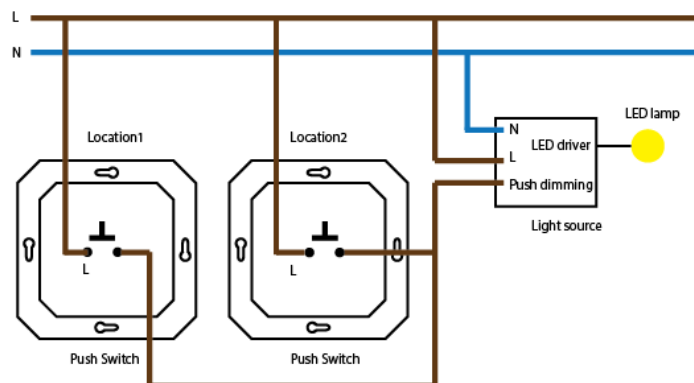 L
N
Location1
Location2
LED lamp
N
LED driver
L
Push dimming
Light source
L
L
Push Switch
Push Switch